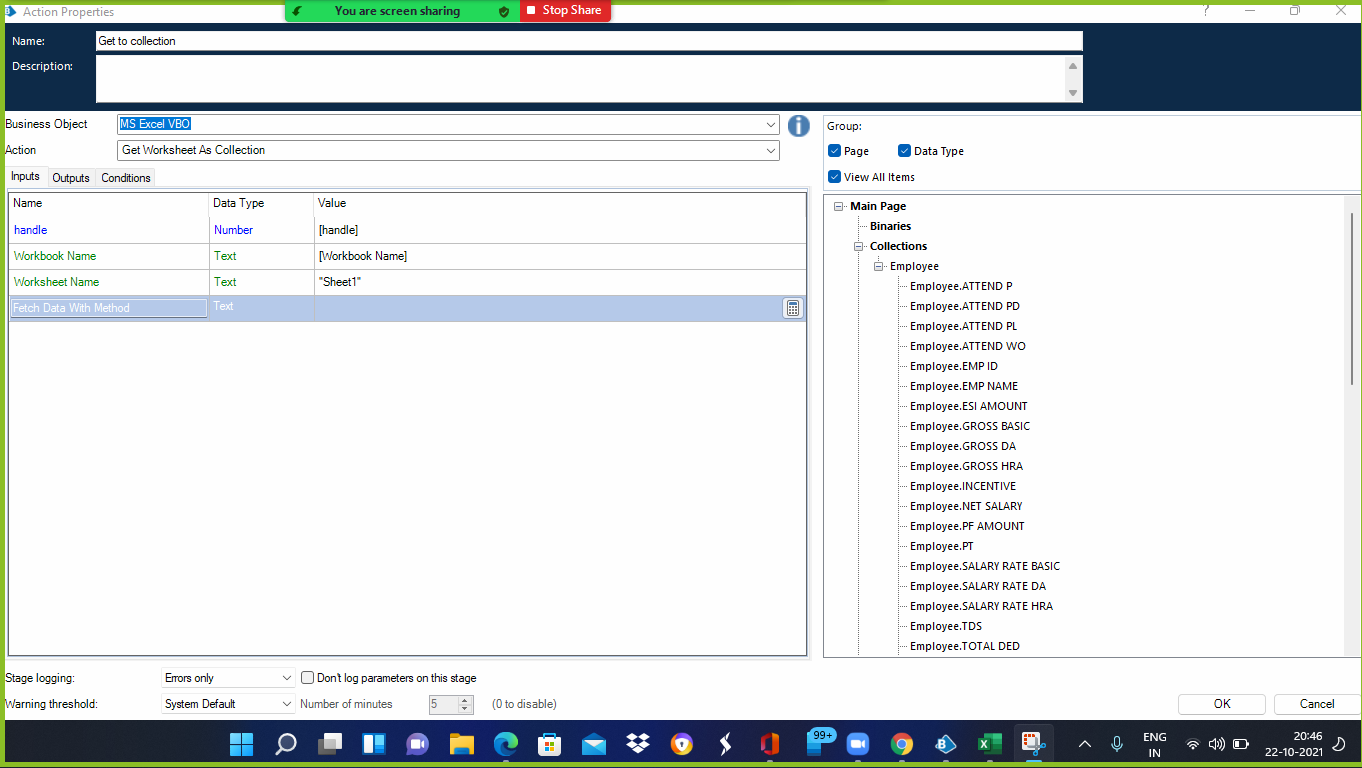 Action Properties
You are screen sharing
Stop Share
?
Name:
Get to collection
Description:
Business Object
MS Excel VBO
Action
Get Worksheet As Collection
Inputs Outputs Conditions
Name Data Type Value
handle Number [handle]
Workbook Name Text [Workbook Name]
Worksheet Name Text "Sheet1"
Fetch Data With Method Text
Group:
Page Data Type
View All Items
Main Page
Binaries
Collections
Employee
Employee.ATTEND P
Employee.ATTEND PD
Employee.ATTEND PL
Employee.ATTEND WO
Employee.EMP ID
Employee.EMP NAME
Employee.ESI AMOUNT
Employee.GROSS BASIC
Employee.GROSS DA
Employee.GROSS HRA
Employee.INCENTIVE
Employee.NET SALARY
Employee.PF AMOUNT
Employee.PT
Employee.SALARY RATE BASIC
Employee.SALARY RATE DA
Employee.SALARY RATE HRA
Employee.TDS
Employee.TOTAL DED
Stage logging: Errors only Don't log parameters on this stage
Warning threshold: System Default Number of minutes 5 (0 to disable)
OK Cancel
99+
ENG
IN
20:46
22-10-2021